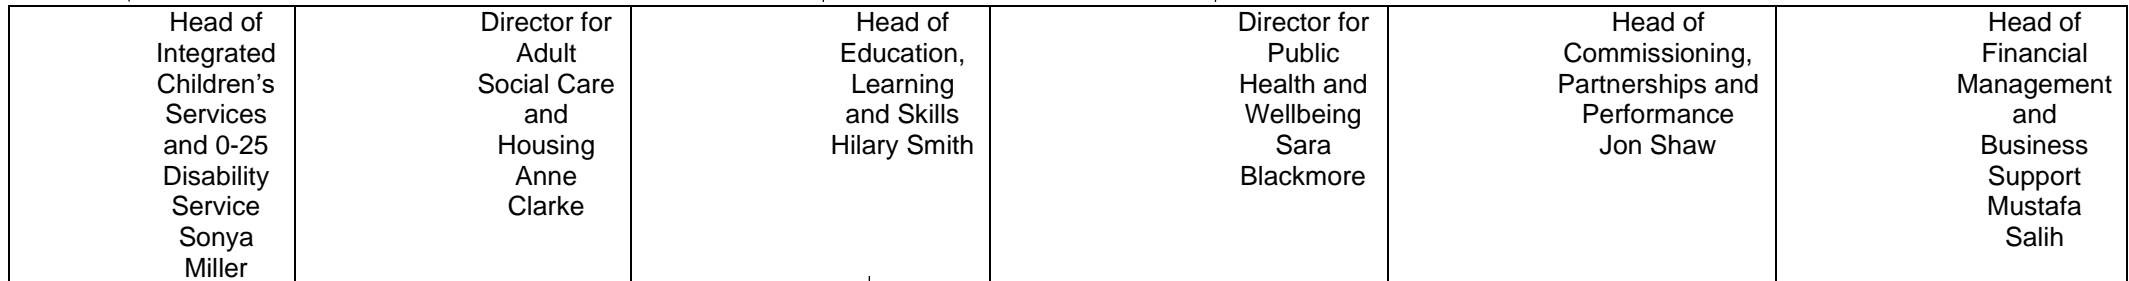 Head of
Integrated
Children’s
Services
and 0-25
Disability
Service
Sonya
Miller
Director for
Adult
Social Care
and
Housing
Anne
Clarke
Head of
Education,
Learning
and Skills
Hilary Smith
Director for
Public
Health and
Wellbeing
Sara
Blackmore
Head of
Commissioning,
Partnerships and
Performance
Jon Shaw
Head of
Financial
Management
and
Business
Support
Mustafa
Salih